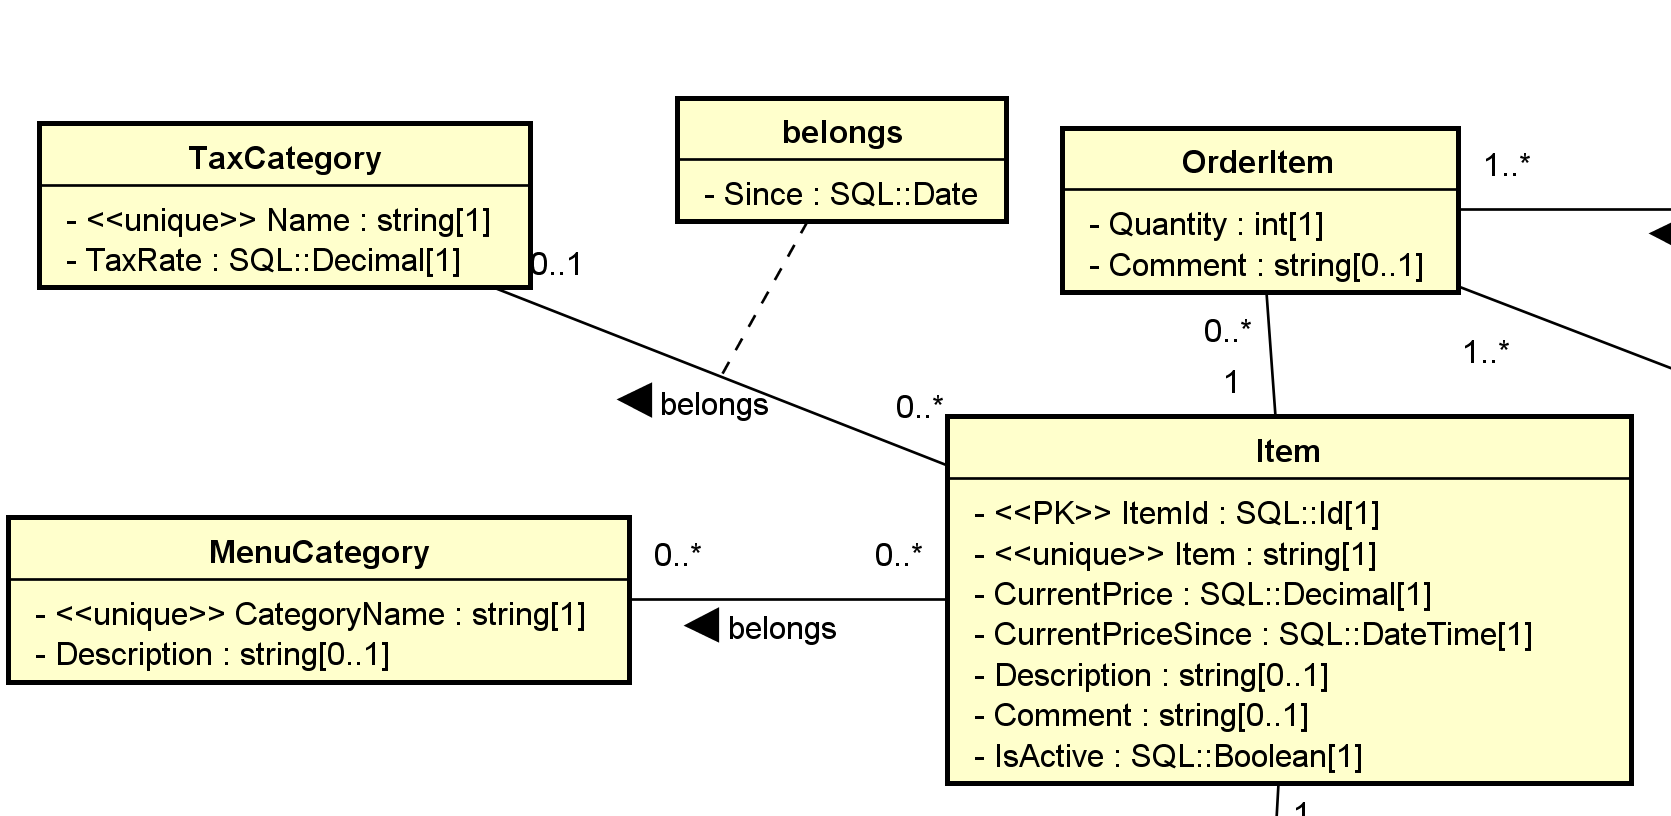 TaxCategory
- <<unique>> Name : string[1]
- TaxRate : SQL::Decimal[1]
0..1
belongs
- Since : SQL::Date
OrderItem
- Quantity : int[1]
- Comment : string[0..1]
1..*
1..*
0..*
1
belongs
0..*
MenuCategory
- <<unique>> CategoryName : string[1]
- Description : string[0..1]
0..*
0..*
belongs
Item
- <<PK>> ItemId : SQL::Id[1]
- <<unique>> Item : string[1]
- CurrentPrice : SQL::Decimal[1]
- CurrentPriceSince : SQL::DateTime[1]
- Description : string[0..1]
- Comment : string[0..1]
- IsActive : SQL::Boolean[1]
1